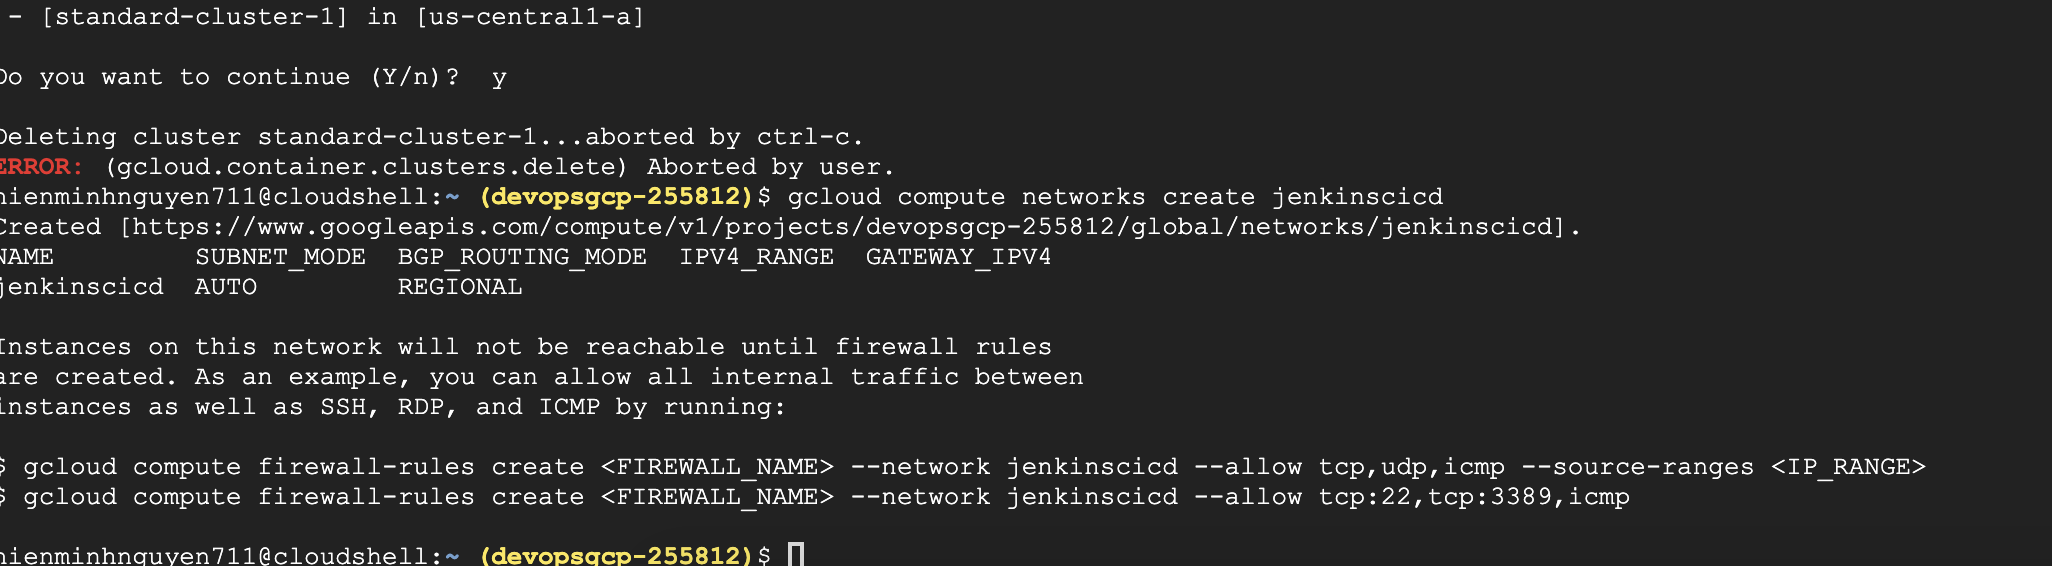 - [standard-cluster-1] in [us-central1-a]
Do you want to continue (Y/n)? y
Deleting cluster standard-cluster-1...aborted by ctrl-c.
ERROR: (gcloud.container.clusters.delete) Aborted by user.
nienminhnguyen711@cloudshell:~ (devopsgcp-255812)$ gcloud compute networks create jenkinscicd
Created [https://www.googleapis.com/compute/v1/projects/devopsgcp-255812/global/networks/jenkinscicd].
NAME SUBNET_MODE BGP_ROUTING_MODE IPV4_RANGE GATEWAY_IPV4
jenkinscicd AUTO REGIONAL
Instances on this network will not be reachable until firewall rules
are created. As an example, you can allow all internal traffic between
instances as well as SSH, RDP, and ICMP by running:
$ gcloud compute firewall-rules create <FIREWALL_NAME> --network jenkinscicd --allow tcp,udp,icmp --source-ranges <IP_RANGE>
$ gcloud compute firewall-rules create <FIREWALL_NAME> --network jenkinscicd --allow tcp:22,tcp:3389,icmp
nienminhnguyen711@cloudshell:~ (devopsgcp-255812)$